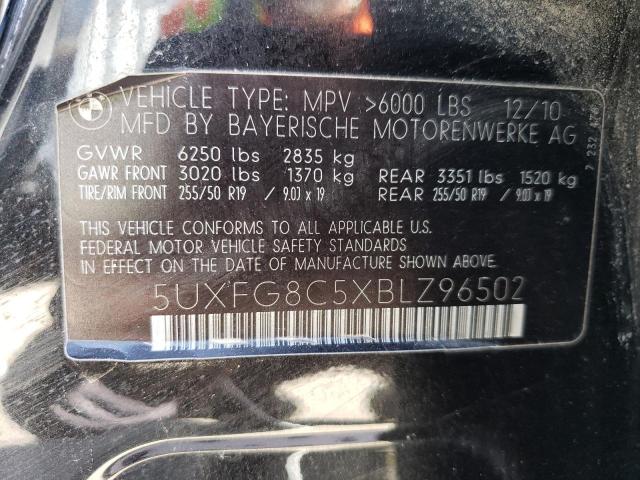 VEHICLE TYPE: MPV >6000 LBS 12/10
MFD BY BAYERISCHE MOTORENWERKE AG
GVWR 6250 lbs 2835 kg
GAWR FRONT 3020 lbs 1370 kg REAR 3351 lbs 1520 kg
TIRE/RIM FRONT 255/50 R19 / 9.0J x 19 REAR 255/50 R19 / 9.0J x 19
THIS VEHICLE CONFORMS TO ALL APPLICABLE U.S.
FEDERAL MOTOR VEHICLE SAFETY STANDARDS
IN EFFECT ON THE DATE OF MANUFACTURE SHOWN ABOVE.
5UXFG8C5XBLZ96502